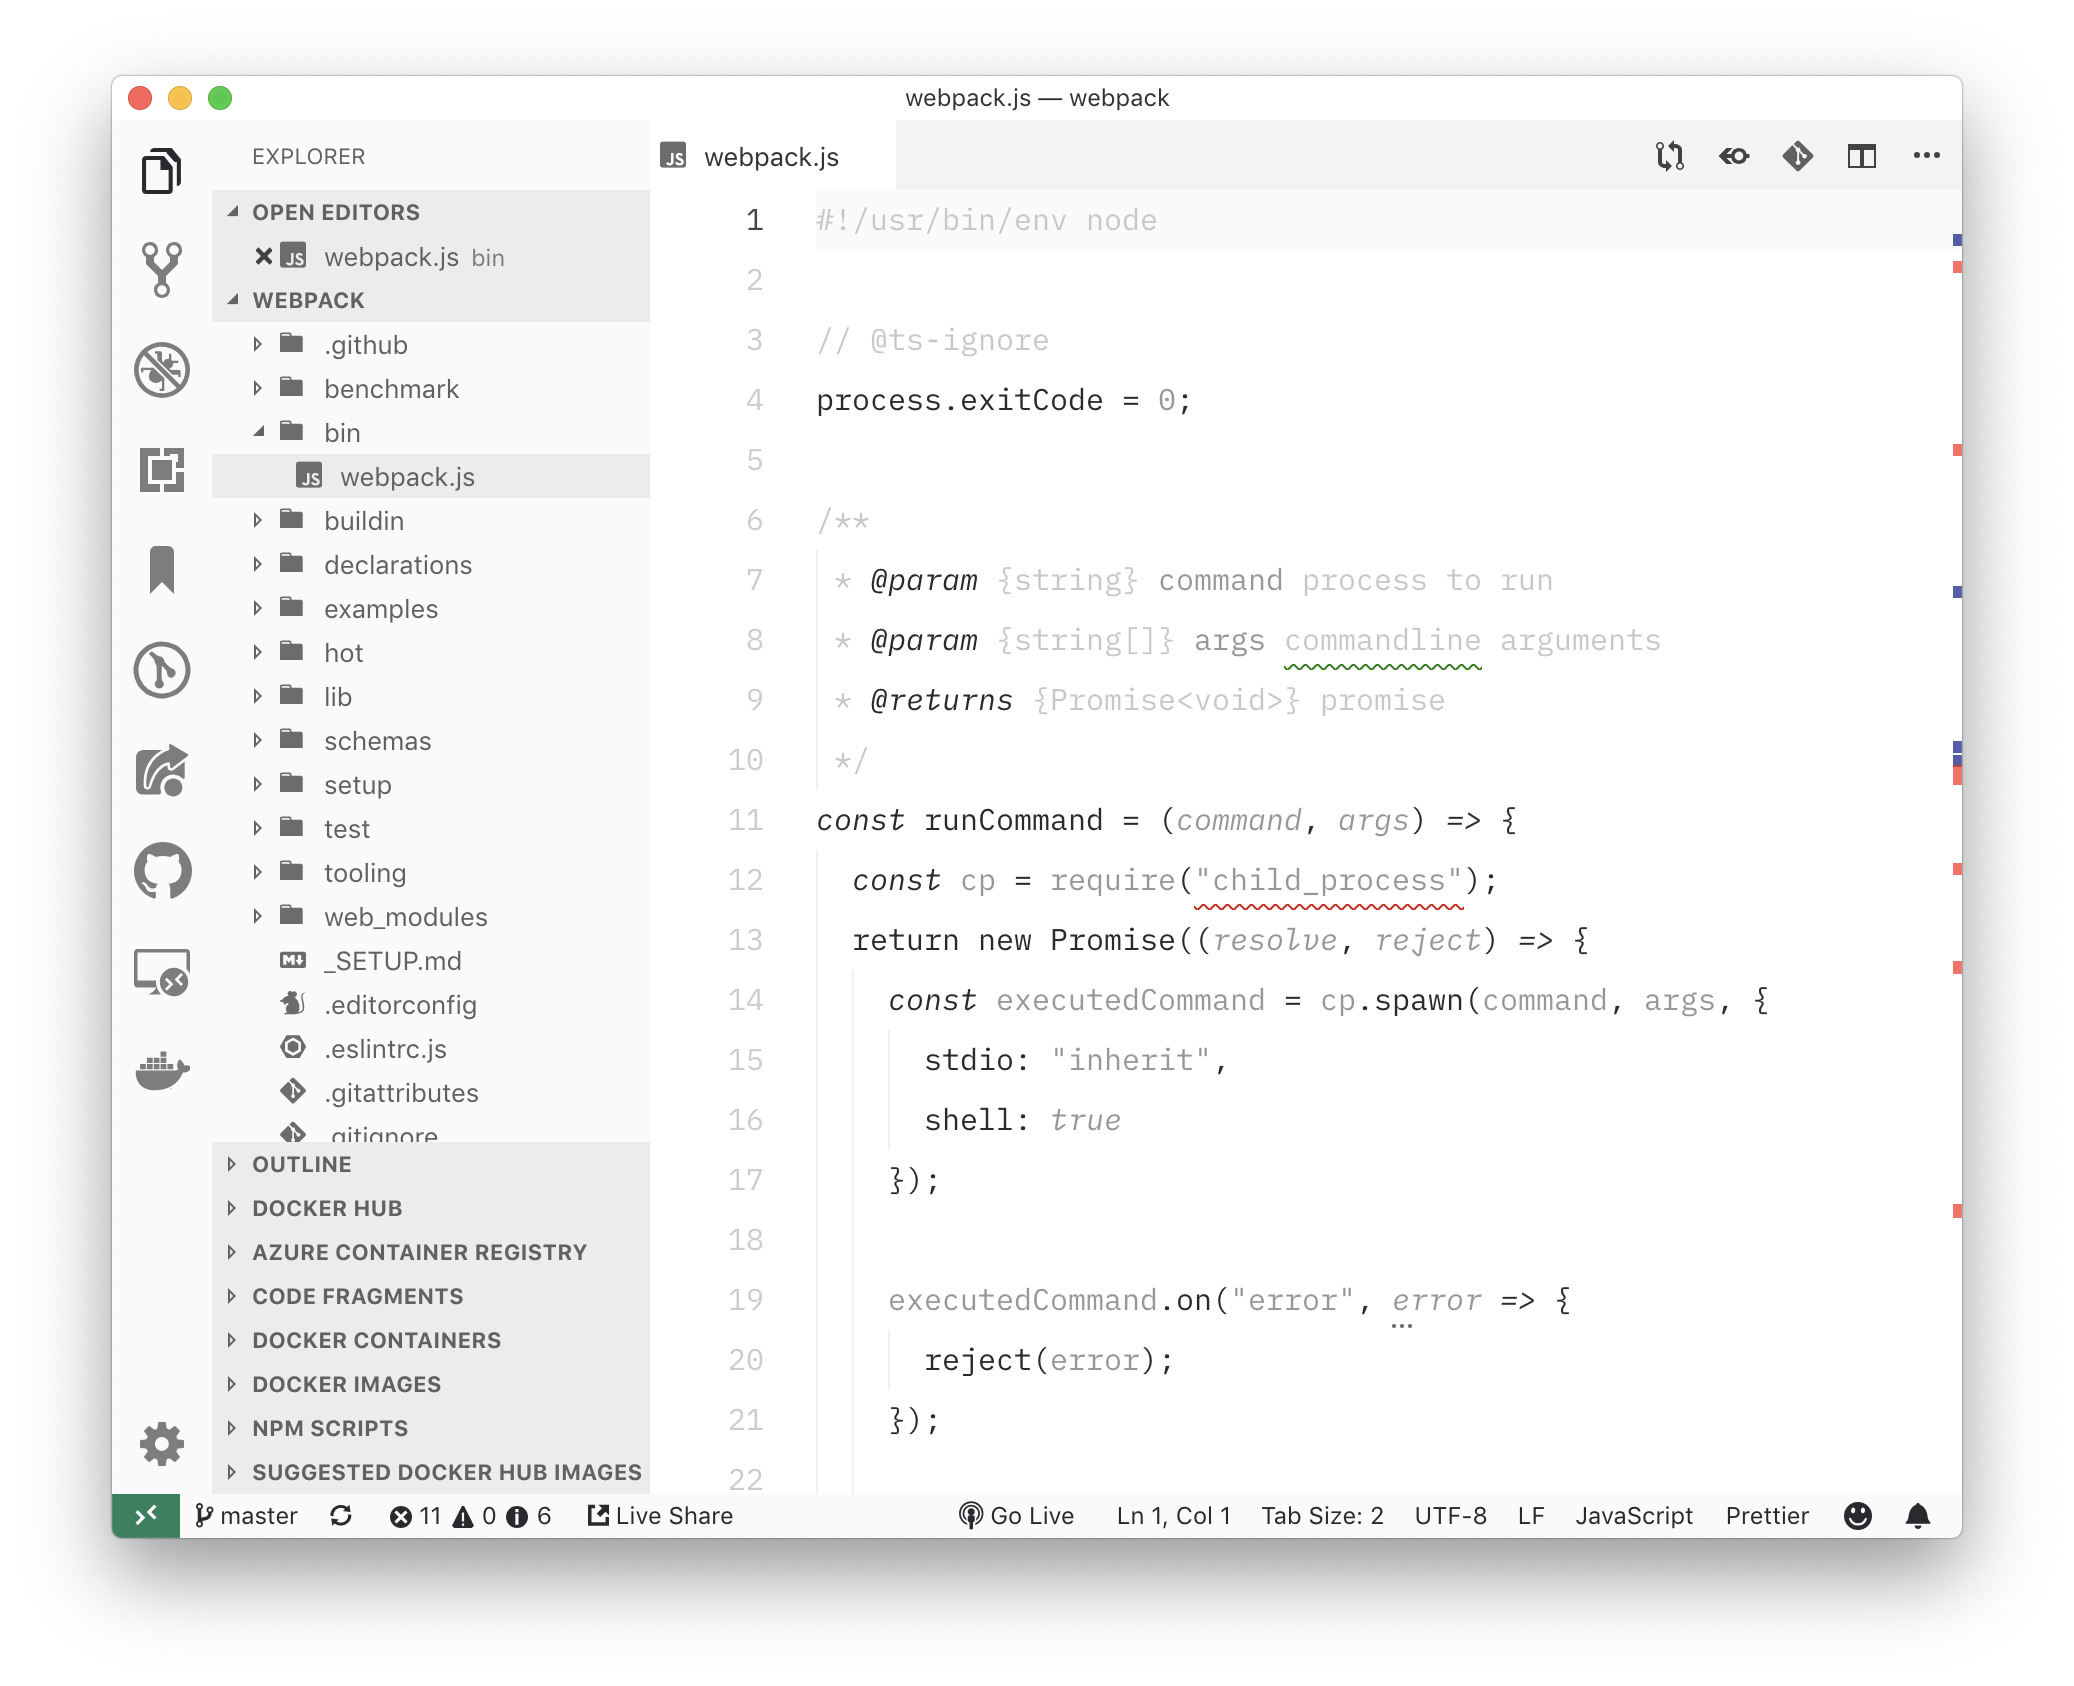 webpack.js — webpack
EXPLORER
OPEN EDITORS
JS webpack.js bin
WEBPACK
.github
benchmark
bin
JS webpack.js
buildin
declarations
examples
hot
lib
schemas
setup
test
tooling
web_modules
M _SETUP.md
.editorconfig
.eslintrc.js
.gitattributes
.gitignore
OUTLINE
DOCKER HUB
AZURE CONTAINER REGISTRY
CODE FRAGMENTS
DOCKER CONTAINERS
DOCKER IMAGES
NPM SCRIPTS
SUGGESTED DOCKER HUB IMAGES
JS webpack.js
1 #!/usr/bin/env node
2
3 // @ts-ignore
4 process.exitCode = 0;
5
6 /**
7 * @param {string} command process to run
8 * @param {string[]} args commandline arguments
9 * @returns {Promise<void>} promise
10 */
11 const runCommand = (command, args) => {
12 const cp = require("child_process");
13 return new Promise((resolve, reject) => {
14 const executedCommand = cp.spawn(command, args, {
15 stdio: "inherit",
16 shell: true
17 });
18
19 executedCommand.on("error", error => {
20 reject(error);
21 });
22
master 11 0 6 Live Share Go Live Ln 1, Col 1 Tab Size: 2 UTF-8 LF JavaScript Prettier